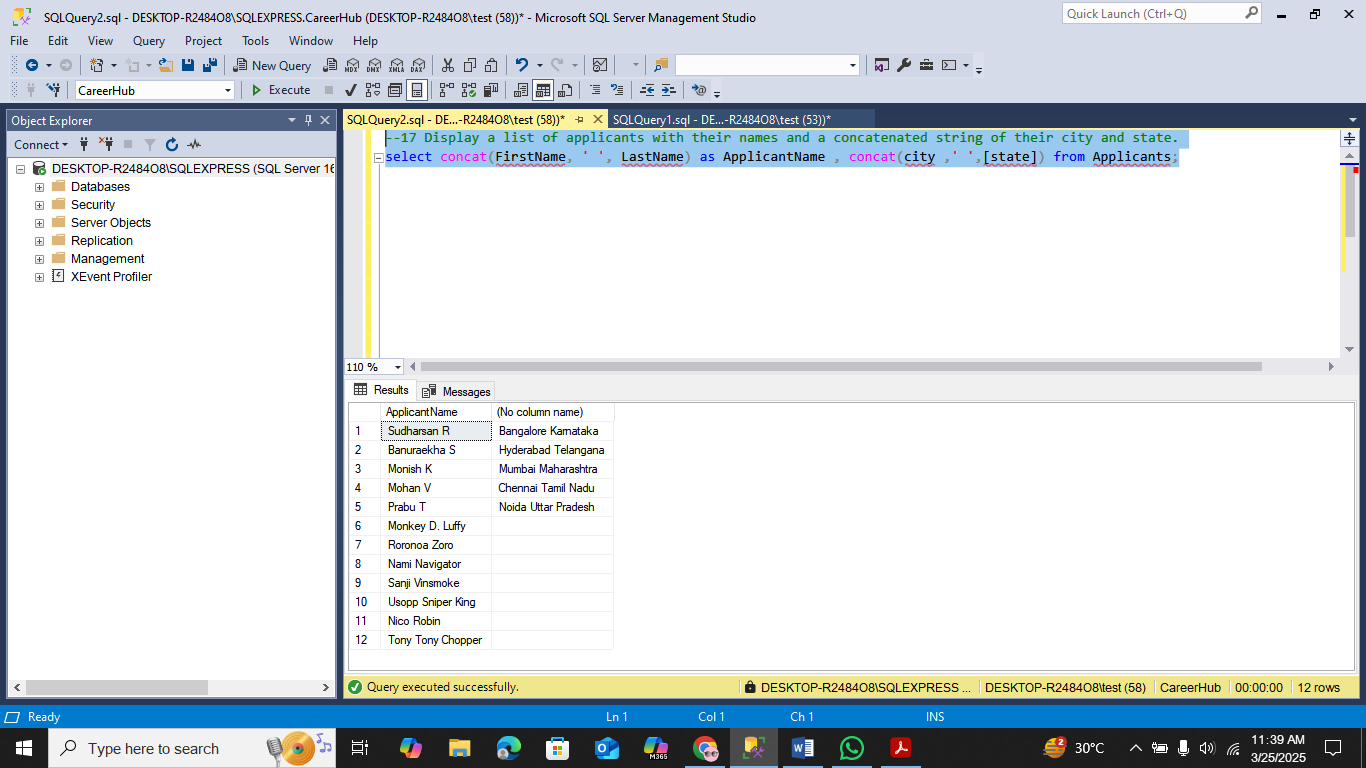 SQLQuery2.sql - DESKTOP-R2484O8\SQLEXPRESS.CareerHub (DESKTOP-R2484O8\test (58))* - Microsoft SQL Server Management Studio
Quick Launch (Ctrl+Q)
File Edit View Query Project Tools Window Help
New Query
MDX DMX XMLA DAX
CareerHub
Execute
Object Explorer
SQLQuery2.sql - DE...-R2484O8\test (58))*
SQLQuery1.sql - DE...-R2484O8\test (53))*
Connect
DESKTOP-R2484O8\SQLEXPRESS (SQL Server 16
Databases
Security
Server Objects
Replication
Management
XEvent Profiler
--17 Display a list of applicants with their names and a concatenated string of their city and state.
select concat(FirstName, ' ', LastName) as ApplicantName , concat(city ,' ',[state]) from Applicants;
110 %
Results Messages
ApplicantName (No column name)
1 Sudharsan R Bangalore Karnataka
2 Banuraekha S Hyderabad Telangana
3 Monish K Mumbai Maharashtra
4 Mohan V Chennai Tamil Nadu
5 Prabu T Noida Uttar Pradesh
6 Monkey D. Luffy
7 Roronoa Zoro
8 Nami Navigator
9 Sanji Vinsmoke
10 Usopp Sniper King
11 Nico Robin
12 Tony Tony Chopper
Query executed successfully.
DESKTOP-R2484O8\SQLEXPRESS ... DESKTOP-R2484O8\test (58) CareerHub 00:00:00 12 rows
Ready Ln 1 Col 1 Ch 1 INS
Type here to search
M365
30°C
11:39 AM
3/25/2025